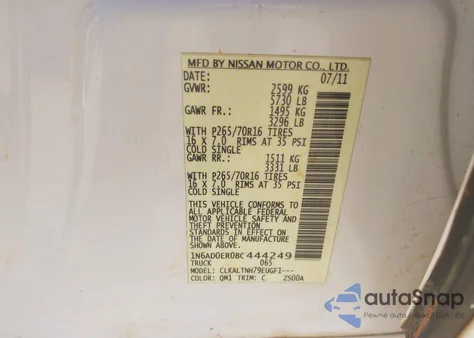 MFD BY NISSAN MOTOR CO., LTD.
DATE: 07/11
GVWR: 2599 KG
5730 LB
GAWR FR.: 1495 KG
3296 LB
WITH P265/70R16 TIRES
16 X 7.0 RIMS AT 35 PSI
COLD SINGLE
GAWR RR.: 1511 KG
3331 LB
WITH P265/70R16 TIRES
16 X 7.0 RIMS AT 35 PSI
COLD SINGLE
THIS VEHICLE CONFORMS TO
ALL APPLICABLE FEDERAL
MOTOR VEHICLE SAFETY
AND THEFT PREVENTION
STANDARDS IN EFFECT ON
THE DATE OF MANUFACTURE
SHOWN ABOVE.
1N6AD0ER0BC 444249
TRUCK 065
MODEL: CLKALTNH79EUGFI---
COLOR: QM1 TRIM: C ZS00A
autoSnap